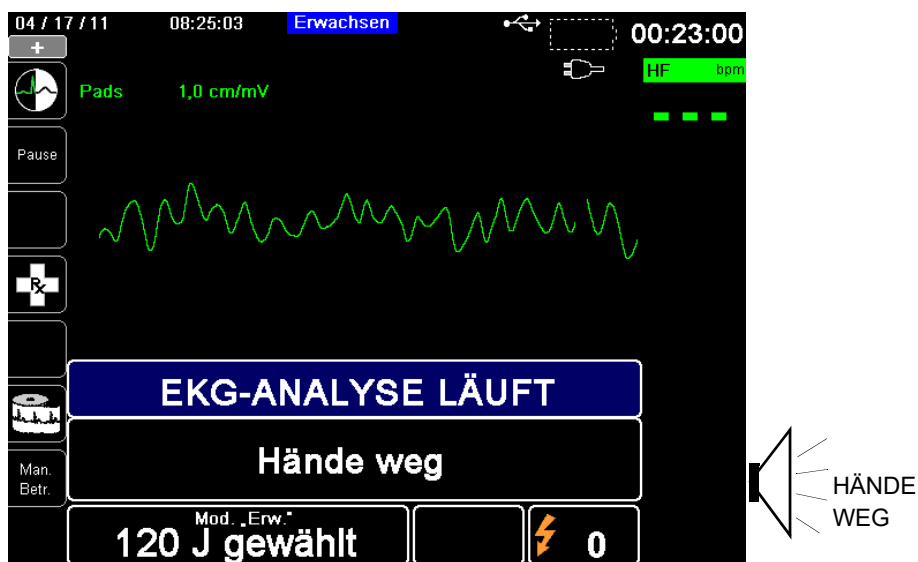 04 / 17 / 11 08:25:03 Erwachsen 00:23:00
+
HF bpm
Pads 1,0 cm/mV
- - -
Pause
Rx
EKG-ANALYSE LÄUFT
Hände weg
Man.
Betr.
HÄNDE
WEG
Mod. „Erw.“
120 J gewählt 0